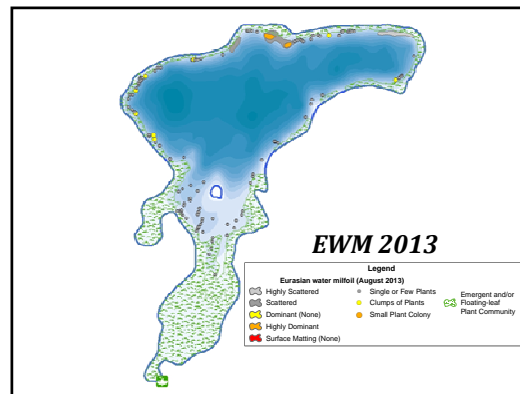 EWM 2013
Legend
Eurasian water milfoil (August 2013)
Highly Scattered
Scattered
Dominant (None)
Highly Dominant
Surface Matting (None)
Single or Few Plants
Clumps of Plants
Small Plant Colony
Emergent and/or
Floating-leaf
Plant Community